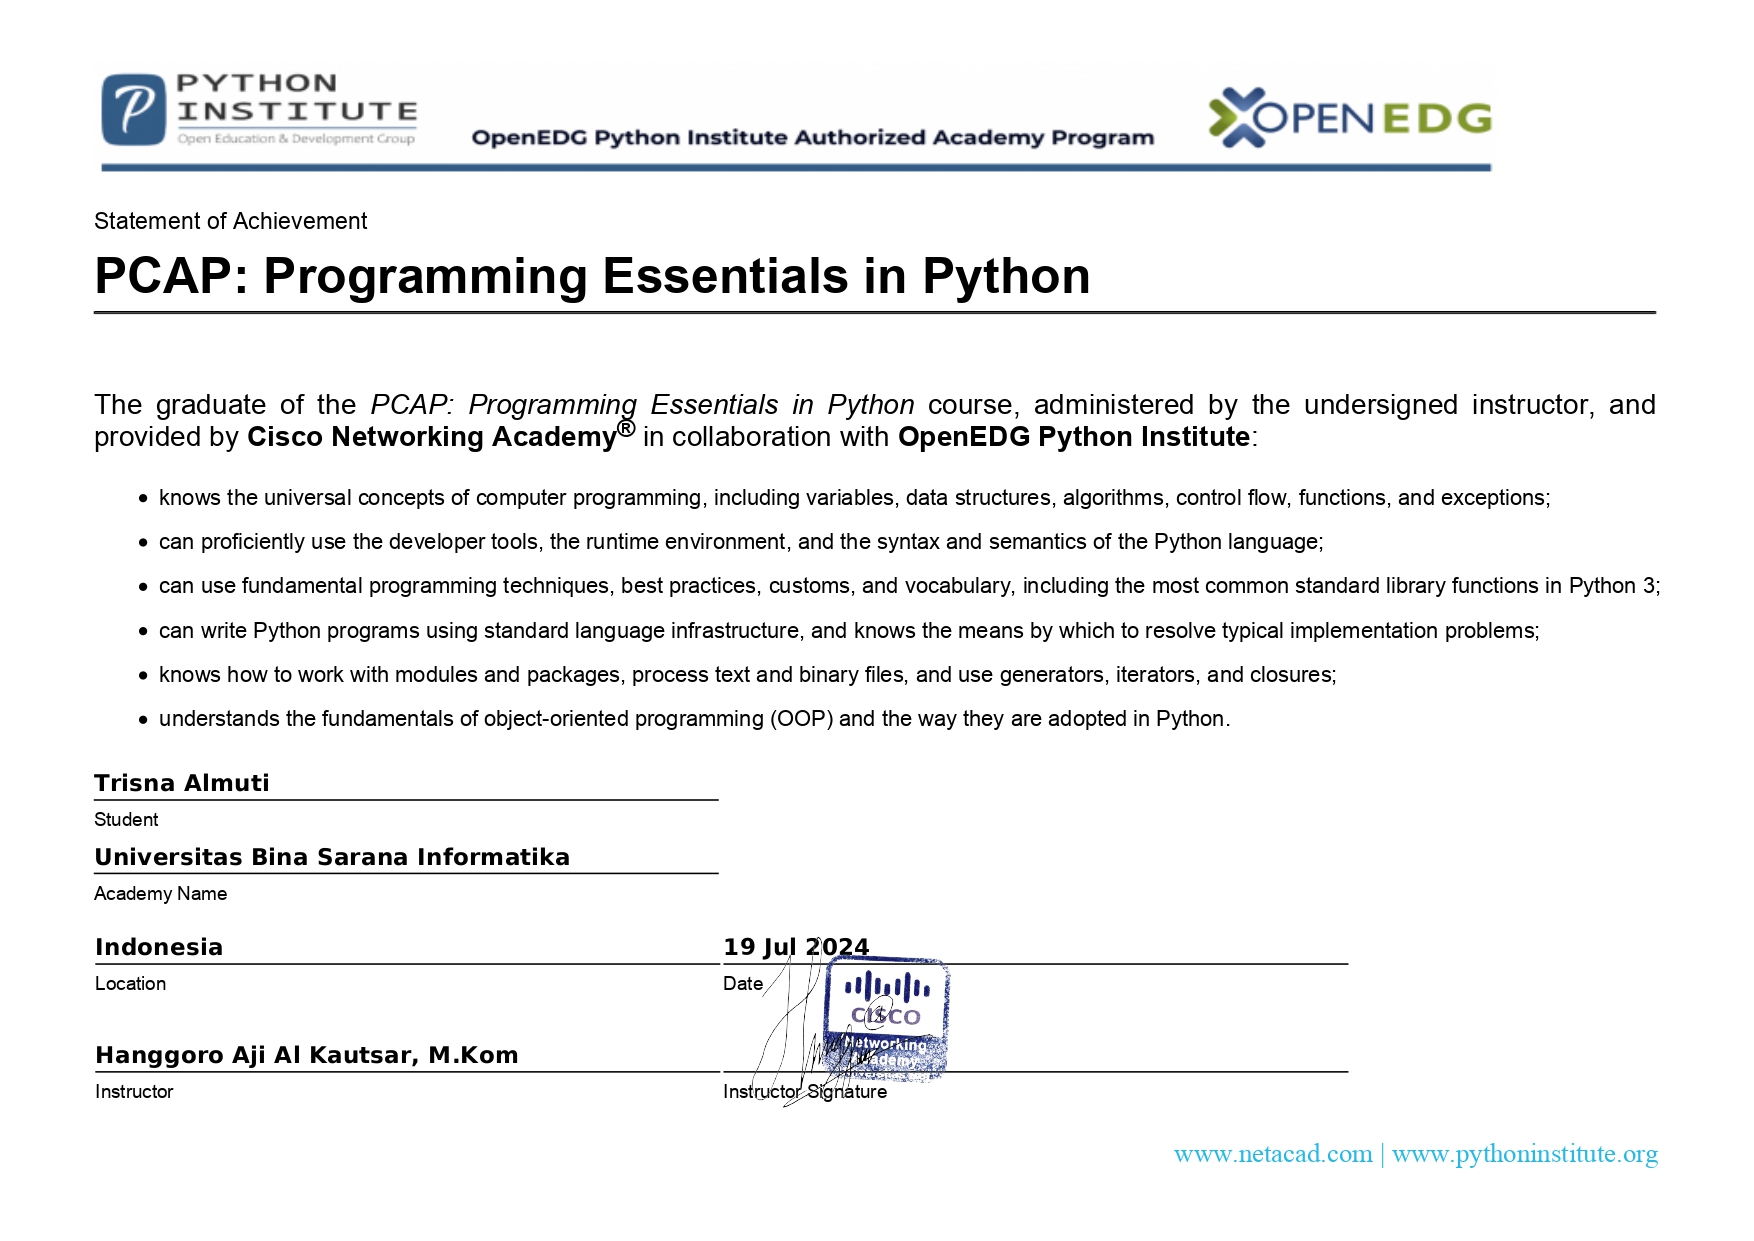 PYTHON
INSTITUTE
Open Education & Development Group
OpenEDG Python Institute Authorized Academy Program
OPENEDG
Statement of Achievement
PCAP: Programming Essentials in Python
The graduate of the PCAP: Programming Essentials in Python course, administered by the undersigned instructor, and
provided by Cisco Networking Academy® in collaboration with OpenEDG Python Institute:
• knows the universal concepts of computer programming, including variables, data structures, algorithms, control flow, functions, and exceptions;
• can proficiently use the developer tools, the runtime environment, and the syntax and semantics of the Python language;
• can use fundamental programming techniques, best practices, customs, and vocabulary, including the most common standard library functions in Python 3;
• can write Python programs using standard language infrastructure, and knows the means by which to resolve typical implementation problems;
• knows how to work with modules and packages, process text and binary files, and use generators, iterators, and closures;
• understands the fundamentals of object-oriented programming (OOP) and the way they are adopted in Python.
Trisna Almuti
Student
Universitas Bina Sarana Informatika
Academy Name
Indonesia
19 Jul 2024
Location
Date
CISCO
Networking
Academy
Hanggoro Aji Al Kautsar, M.Kom
Instructor
Instructor Signature
www.netacad.com | www.pythoninstitute.org